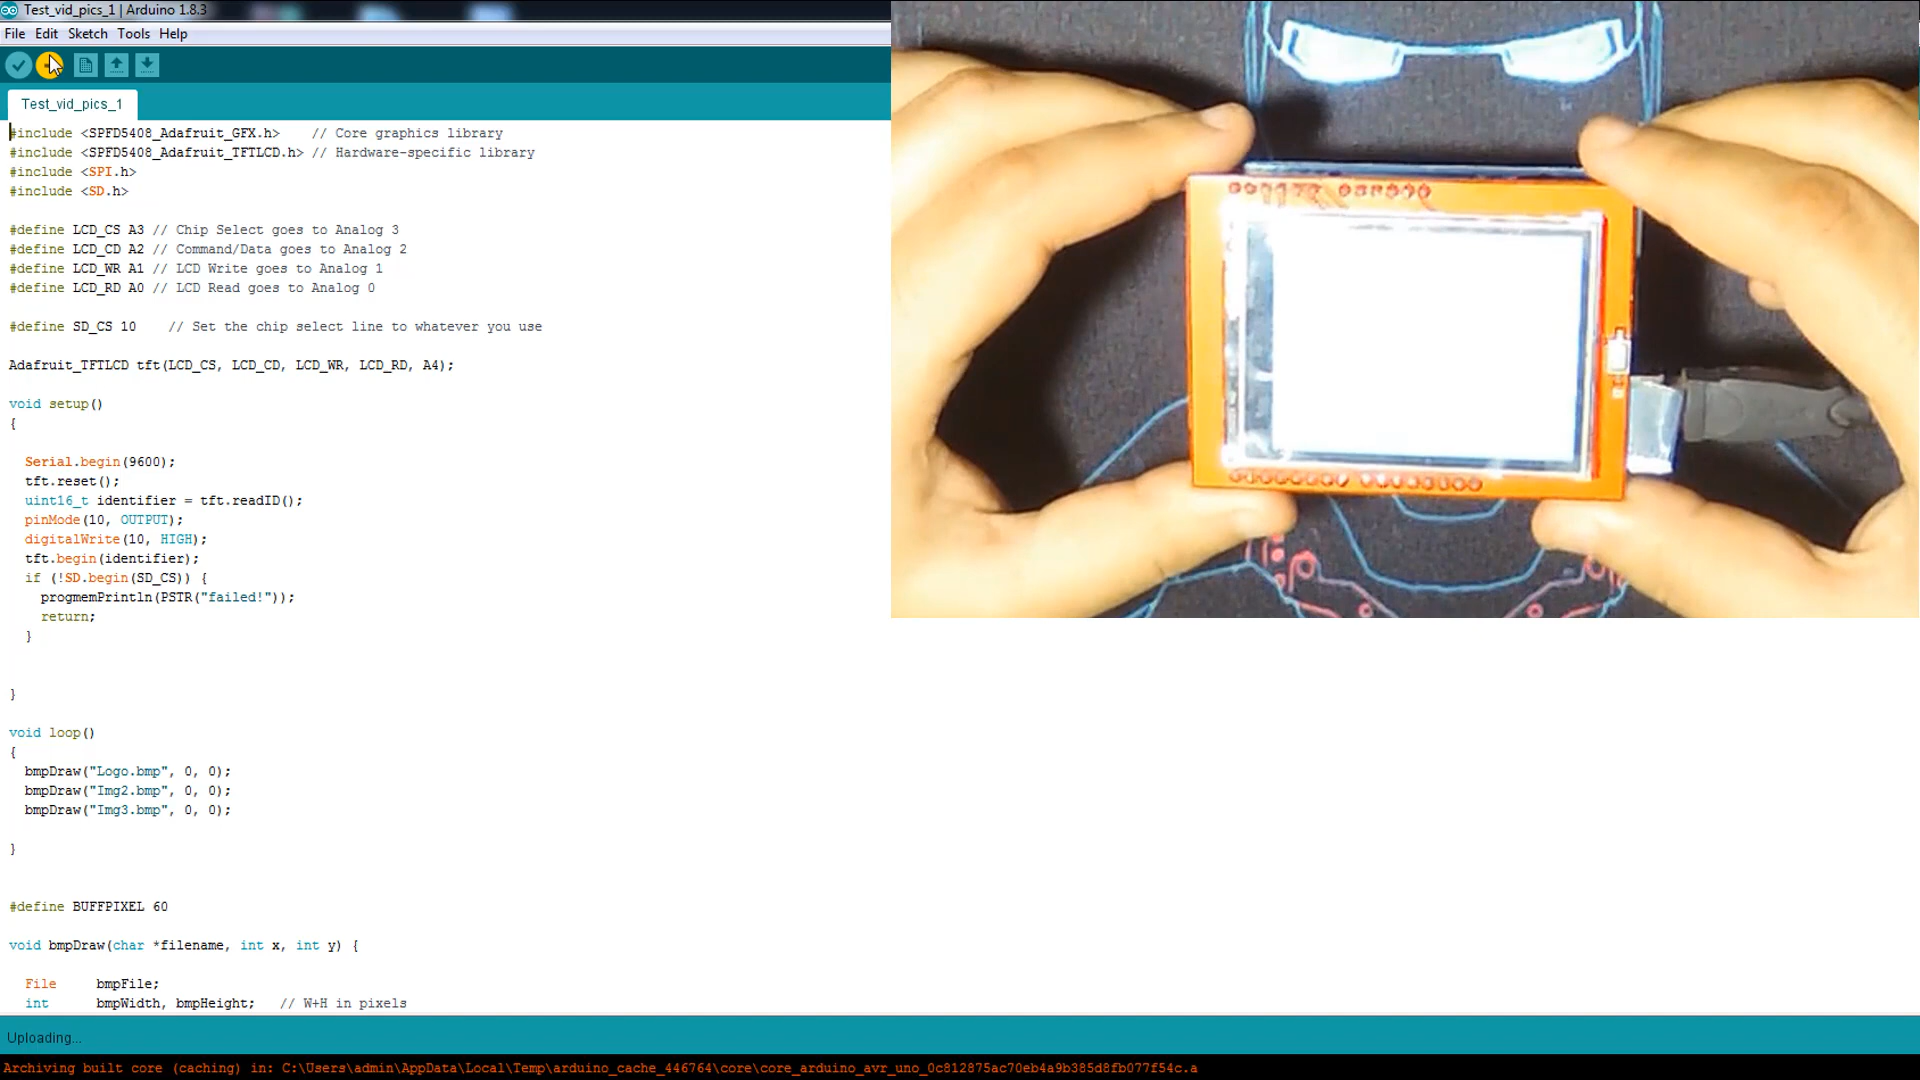 Test_vid_pics_1 | Arduino 1.8.3
File Edit Sketch Tools Help
Test_vid_pics_1
#include <SPFD5408_Adafruit_GFX.h>    // Core graphics library
#include <SPFD5408_Adafruit_TFTLCD.h> // Hardware-specific library
#include <SPI.h>
#include <SD.h>
#define LCD_CS A3 // Chip Select goes to Analog 3
#define LCD_CD A2 // Command/Data goes to Analog 2
#define LCD_WR A1 // LCD Write goes to Analog 1
#define LCD_RD A0 // LCD Read goes to Analog 0
#define SD_CS 10    // Set the chip select line to whatever you use
Adafruit_TFTLCD tft(LCD_CS, LCD_CD, LCD_WR, LCD_RD, A4);
void setup()
{
Serial.begin(9600);
tft.reset();
uint16_t identifier = tft.readID();
pinMode(10, OUTPUT);
digitalWrite(10, HIGH);
tft.begin(identifier);
if (!SD.begin(SD_CS)) {
progmemPrintln(PSTR("failed!"));
return;
}
}
void loop()
{
bmpDraw("Logo.bmp", 0, 0);
bmpDraw("Img2.bmp", 0, 0);
bmpDraw("Img3.bmp", 0, 0);
}
#define BUFFPIXEL 60
void bmpDraw(char *filename, int x, int y) {
File     bmpFile;
int      bmpWidth, bmpHeight;   // W+H in pixels
Uploading...
Archiving built core (caching) in: C:\Users\admin\AppData\Local\Temp\arduino_cache_446764\core\core_arduino_avr_uno_0c812875ac70eb4a9b385d8fb077f54c.a